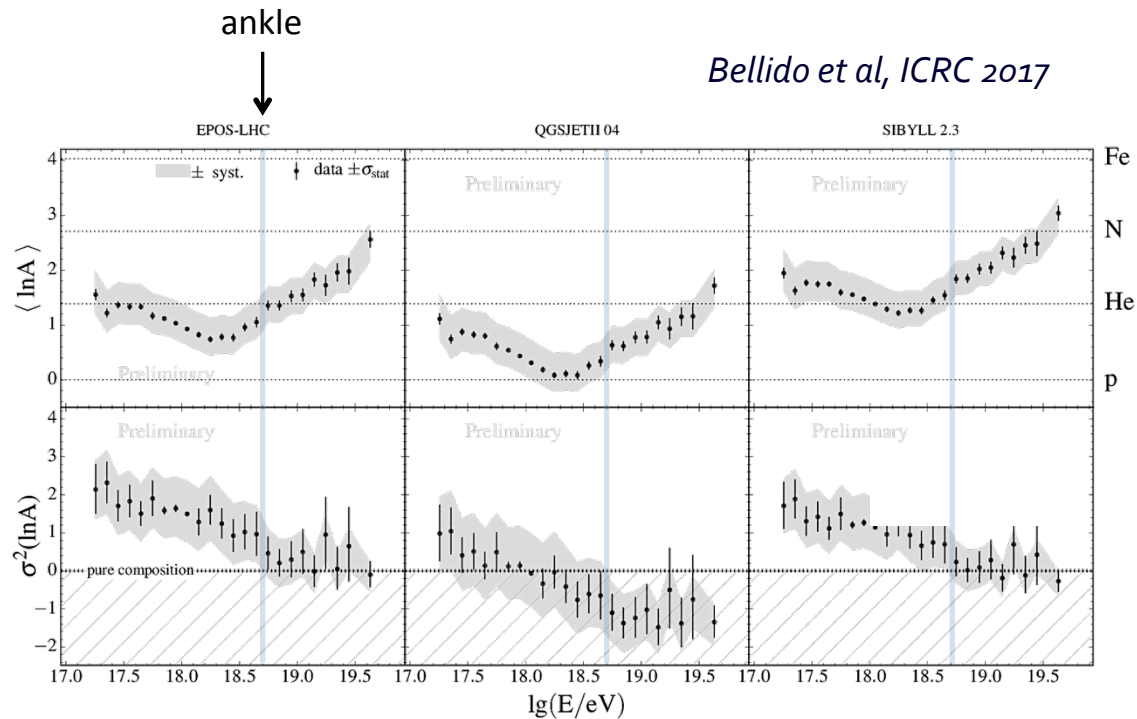 ankle
Bellido et al, ICRC 2017
EPOS-LHC
QGSJETII 04
SIBYLL 2.3
± syst.
data ±σstat
Preliminary
Preliminary
Preliminary
4
3
2
1
0
⟨ lnA ⟩
Fe
N
He
p
Preliminary
Preliminary
Preliminary
4
3
2
1
0
−1
−2
σ²(lnA)
pure composition
17.0 17.5 18.0 18.5 19.0 19.5 17.0 17.5 18.0 18.5 19.0 19.5 17.0 17.5 18.0 18.5 19.0 19.5
lg(E/eV)